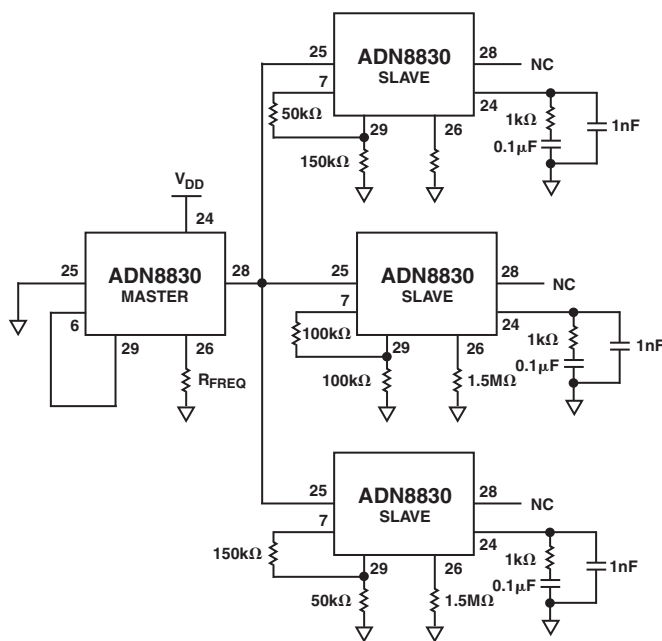 25
ADN8830
SLAVE
28
NC
7
24
50kΩ
29
26
150kΩ
1kΩ
0.1μF
1nF
VDD
24
25
ADN8830
MASTER
28
6
29
26
RFREQ
25
ADN8830
SLAVE
28
NC
7
24
100kΩ
29
26
100kΩ
1.5MΩ
1kΩ
0.1μF
1nF
25
ADN8830
SLAVE
28
NC
7
24
150kΩ
29
26
50kΩ
1.5MΩ
1kΩ
0.1μF
1nF